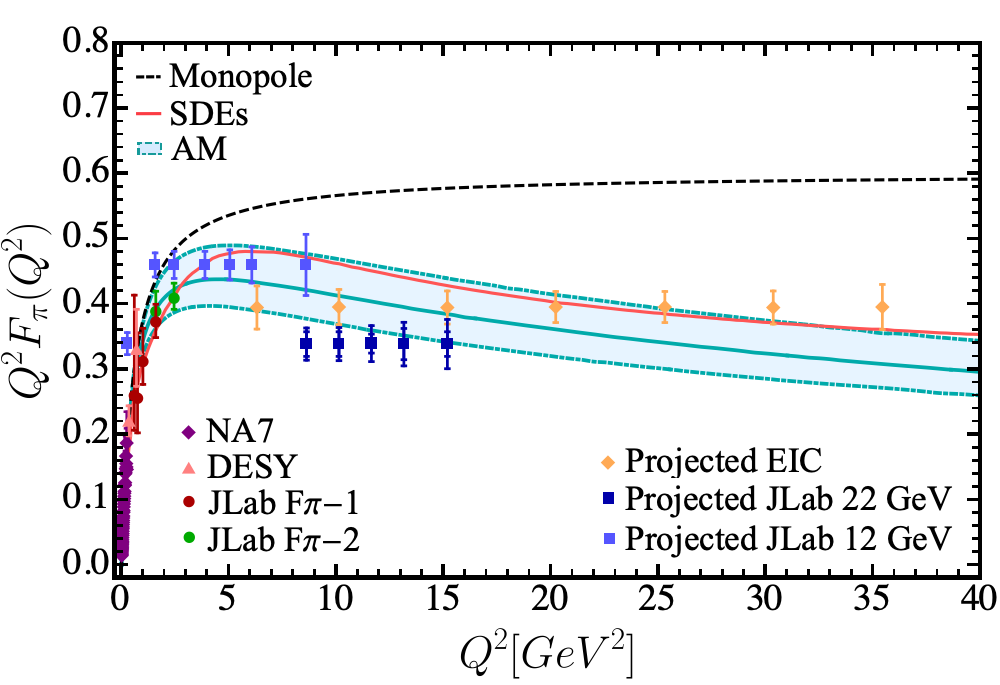 0.8
0.7
0.6
0.5
0.4
0.3
0.2
0.1
0.0
Q²Fπ(Q²)
Monopole
SDEs
AM
NA7
DESY
JLab Fπ−1
JLab Fπ−2
Projected EIC
Projected JLab 22 GeV
Projected JLab 12 GeV
0 5 10 15 20 25 30 35 40
Q²[GeV²]